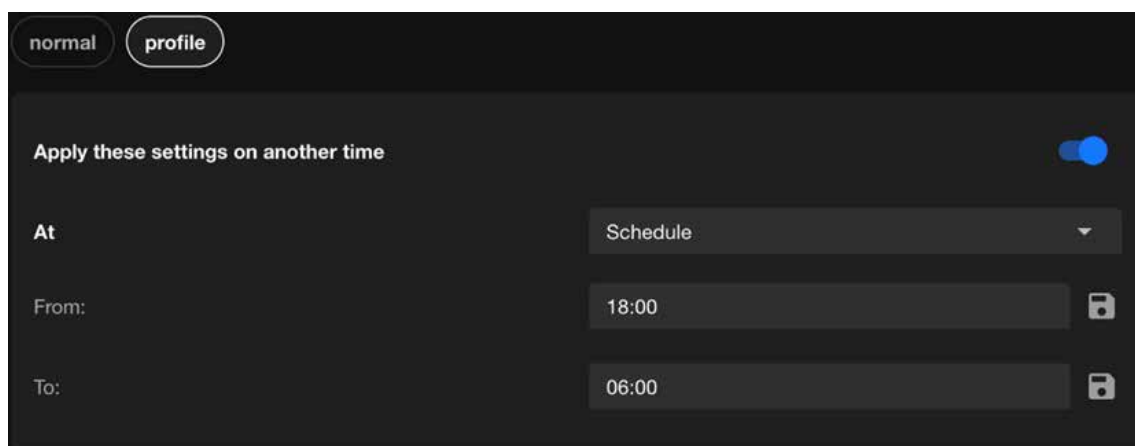 normal profile
Apply these settings on another time
At Schedule
From: 18:00
To: 06:00